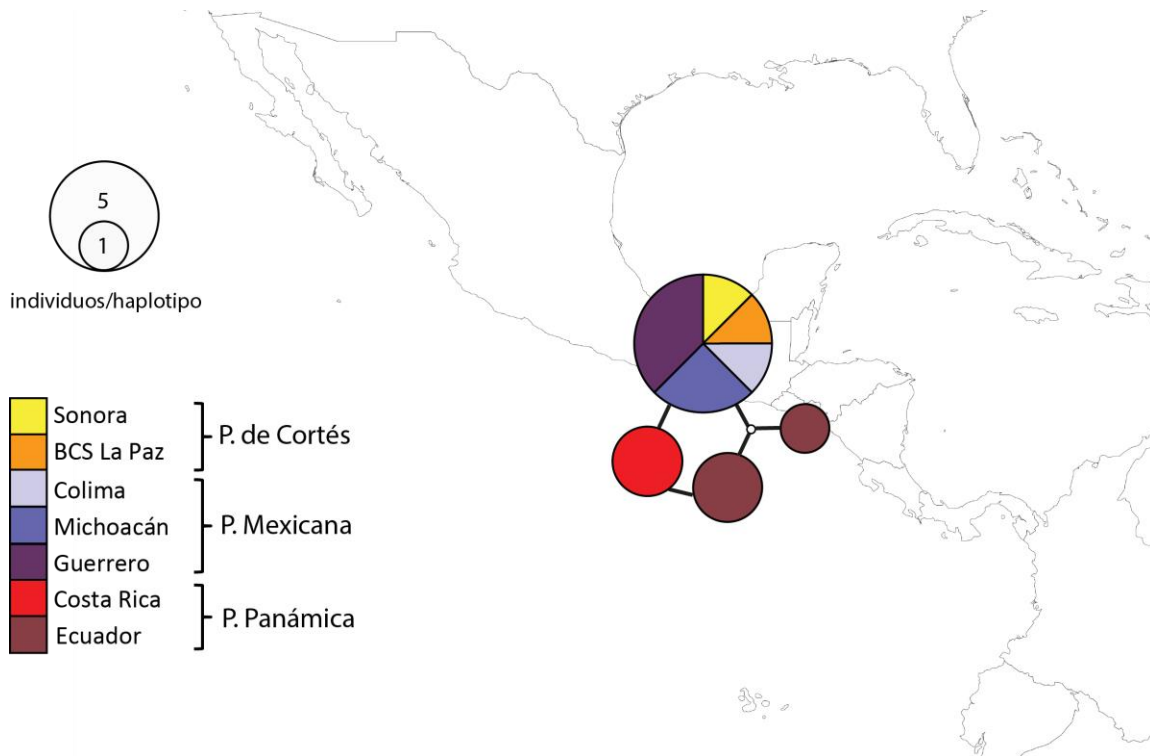 5
1
individuos/haplotipo
Sonora
BCS La Paz
P. de Cortés
Colima
Michoacán
Guerrero
P. Mexicana
Costa Rica
Ecuador
P. Panámica